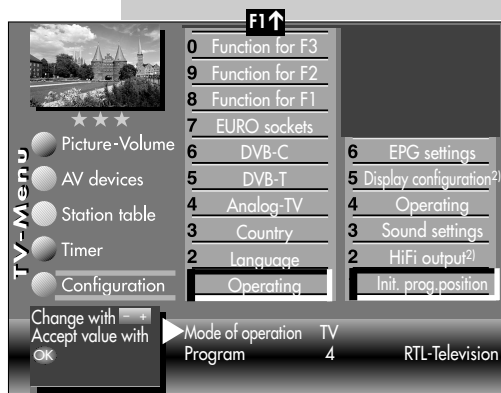 F1↑
0 Function for F3
9 Function for F2
8 Function for F1
7 EURO sockets
6 DVB-C
5 DVB-T
4 Analog-TV
3 Country
2 Language
Operating
6 EPG settings
5 Display configuration2)
4 Operating
3 Sound settings
2 HiFi output2)
Init. prog.position
TV-Menu
Picture-Volume
AV devices
Station table
Timer
Configuration
Change with - +
Accept value with
OK
Mode of operation TV
Program 4 RTL-Television